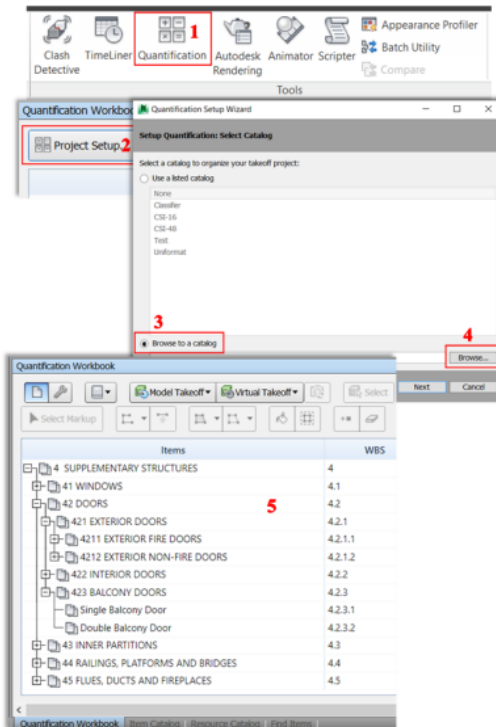 1
Clash Detective
TimeLiner
Quantification
Autodesk Rendering
Animator
Scripter
Appearance Profiler
Batch Utility
Compare
Tools
Quantification Workboo
Project Setup...
2
Quantification Setup Wizard
Setup Quantification: Select Catalog
Select a catalog to organize your takeoff project:
Use a listed catalog
None
Classifer
CSI-16
CSI-48
Test
Uniformat
3
Browse to a catalog
4
Browse...
Next
Cancel
Quantification Workbook
Model Takeoff
Virtual Takeoff
Select
Select Markup
Items WBS
4 SUPPLEMENTARY STRUCTURES 4
41 WINDOWS 4.1
42 DOORS 4.2
5
421 EXTERIOR DOORS 4.2.1
4211 EXTERIOR FIRE DOORS 4.2.1.1
4212 EXTERIOR NON-FIRE DOORS 4.2.1.2
422 INTERIOR DOORS 4.2.2
423 BALCONY DOORS 4.2.3
Single Balcony Door 4.2.3.1
Double Balcony Door 4.2.3.2
43 INNER PARTITIONS 4.3
44 RAILINGS, PLATFORMS AND BRIDGES 4.4
45 FLUES, DUCTS AND FIREPLACES 4.5
Quantification Workbook Item Catalog Resource Catalog Find Items